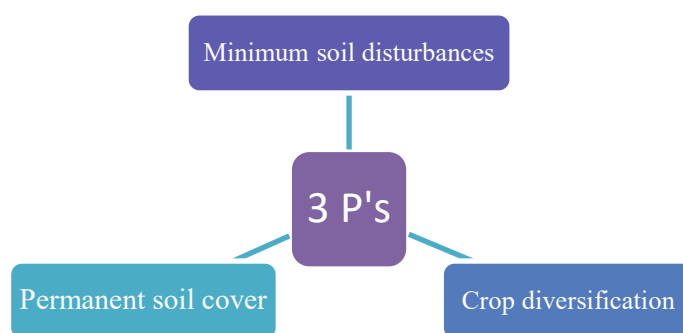 Minimum soil disturbances
3 P's
Permanent soil cover
Crop diversification